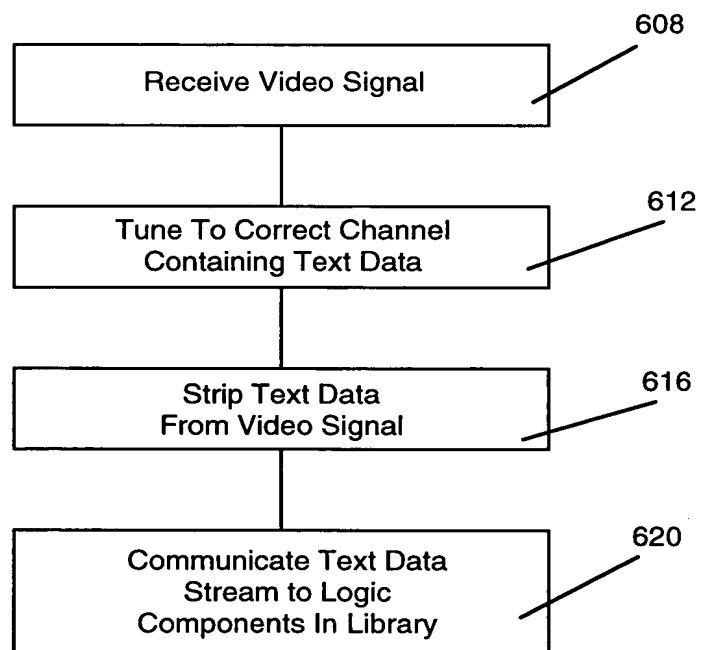 608
Receive Video Signal
612
Tune To Correct Channel
Containing Text Data
616
Strip Text Data
From Video Signal
620
Communicate Text Data
Stream to Logic
Components In Library